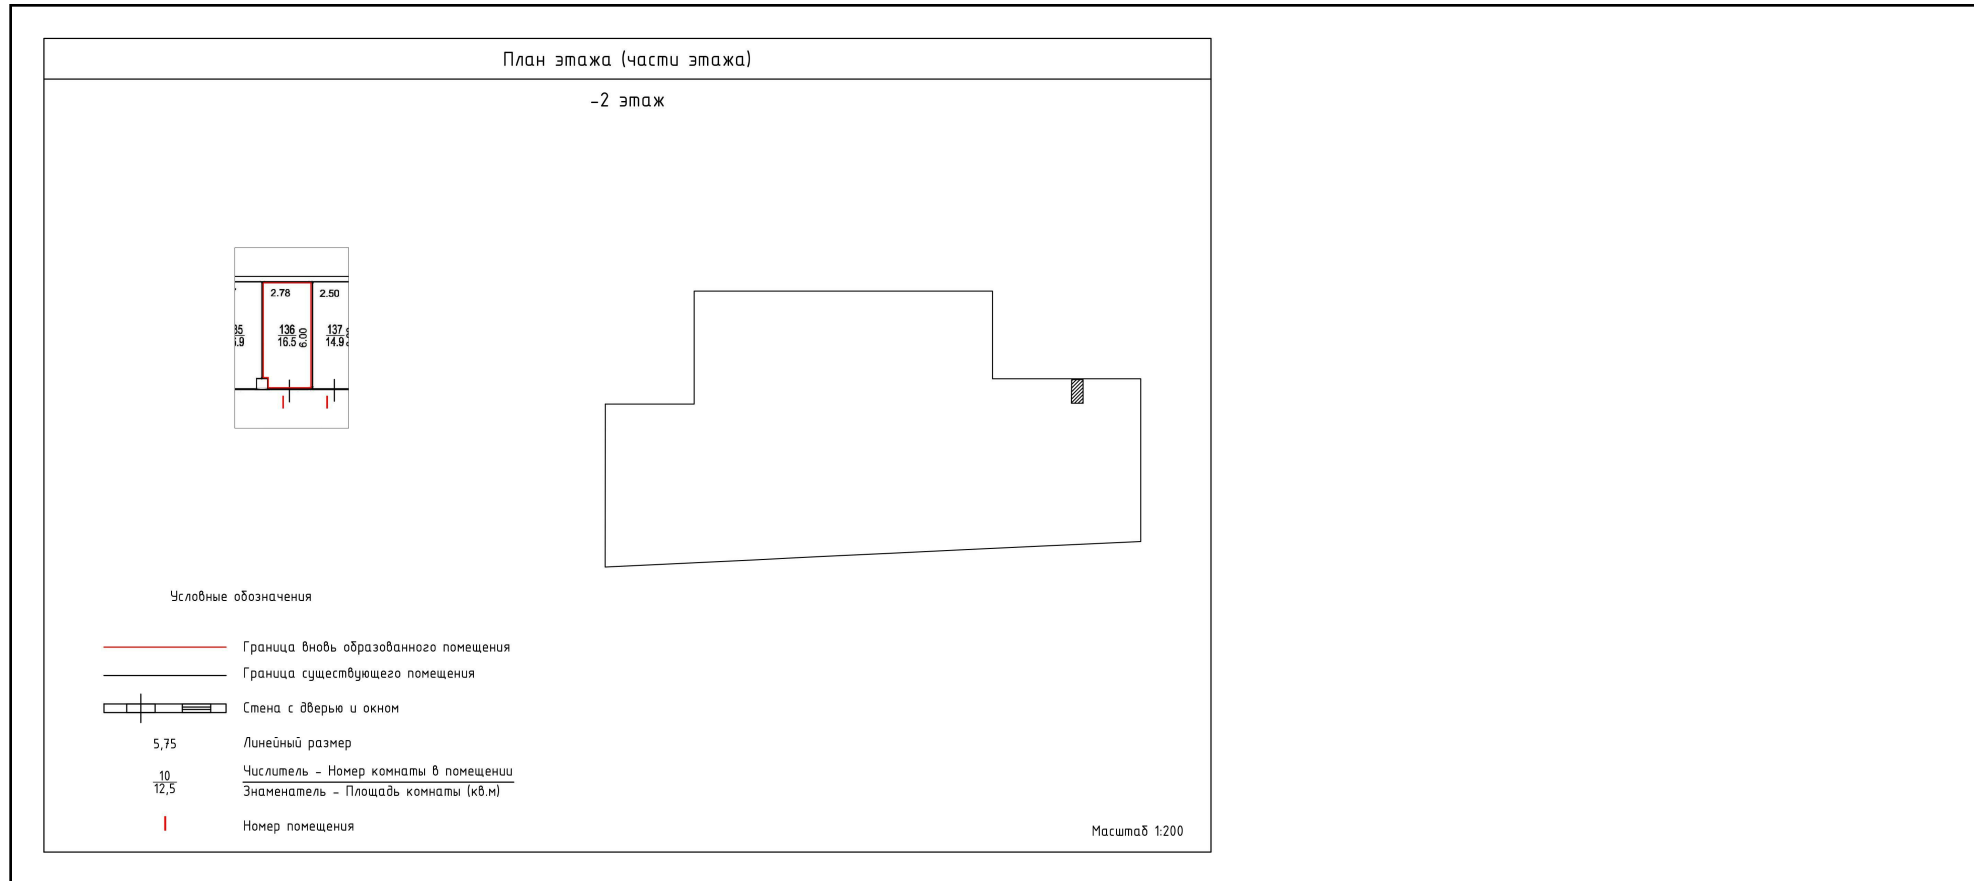 План этажа (части этажа)
-2 этаж
2.78
2.50
136
16.5
6.00
137
14.9
Условные обозначения
Граница вновь образованного помещения
Граница существующего помещения
Стена с дверью и окном
5,75
Линейный размер
10
12,5
Числитель - Номер комнаты в помещении
Знаменатель - Площадь комнаты (кв.м)
I
Номер помещения
Масштаб 1:200